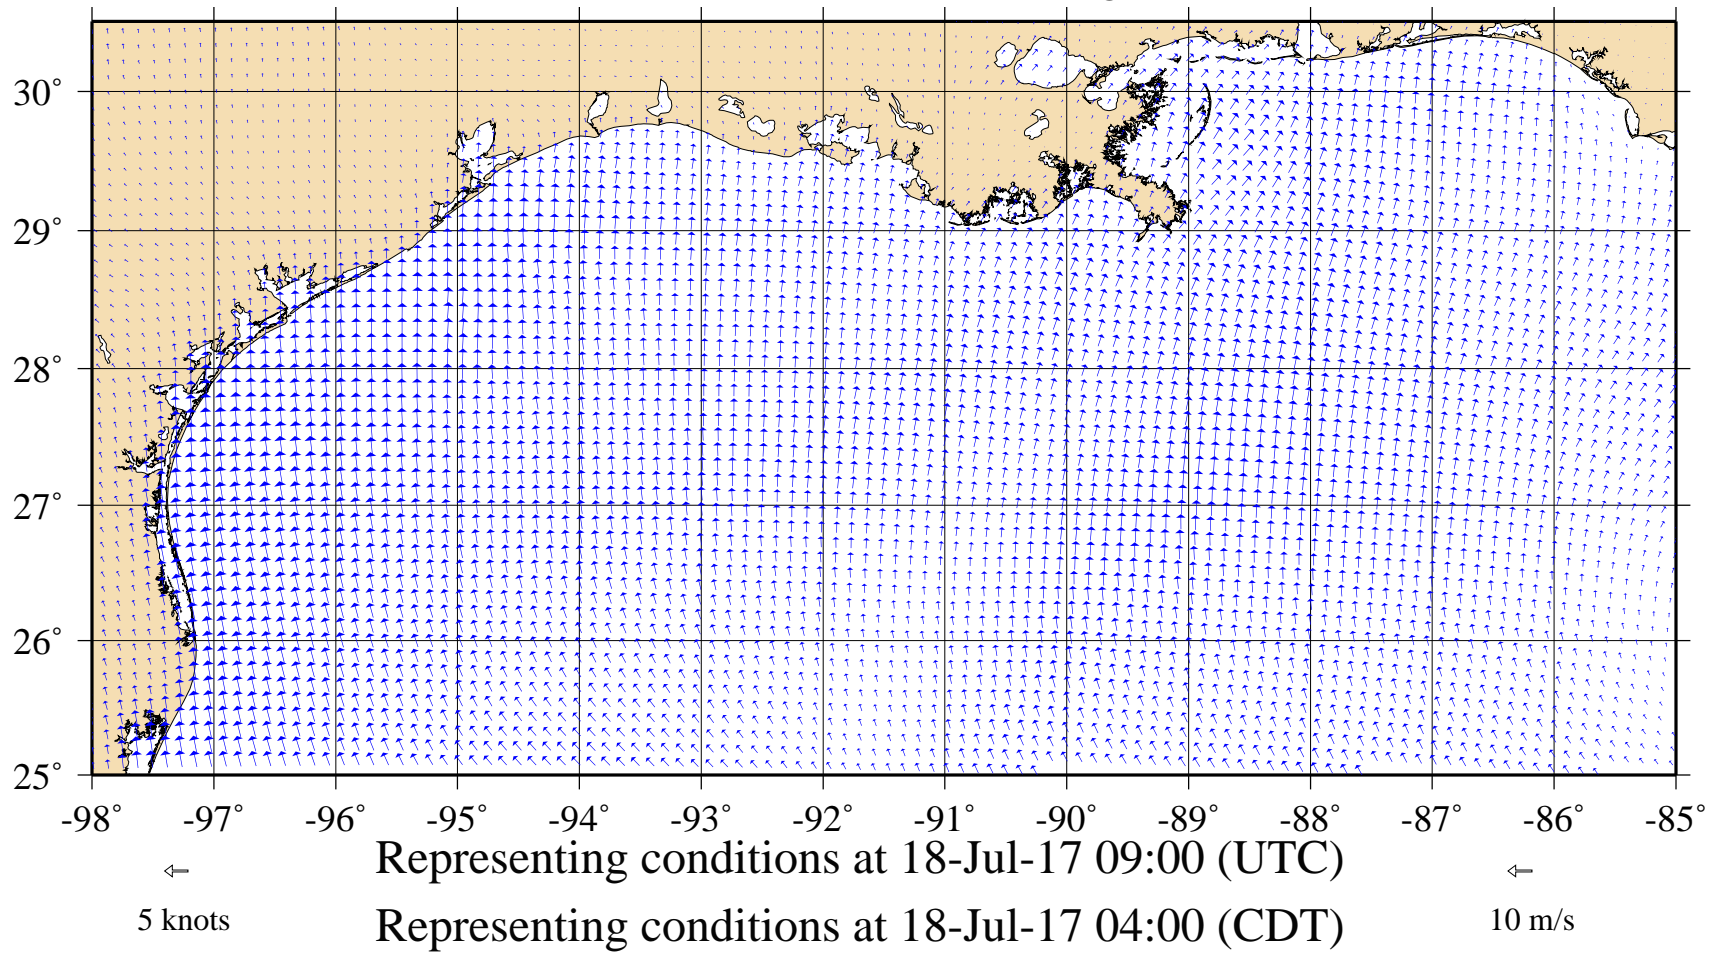 30°
29°
28°
27°
26°
25°
-98° -97° -96° -95° -94° -93° -92° -91° -90° -89° -88° -87° -86° -85°
Representing conditions at 18-Jul-17 09:00 (UTC)
5 knots
10 m/s
Representing conditions at 18-Jul-17 04:00 (CDT)